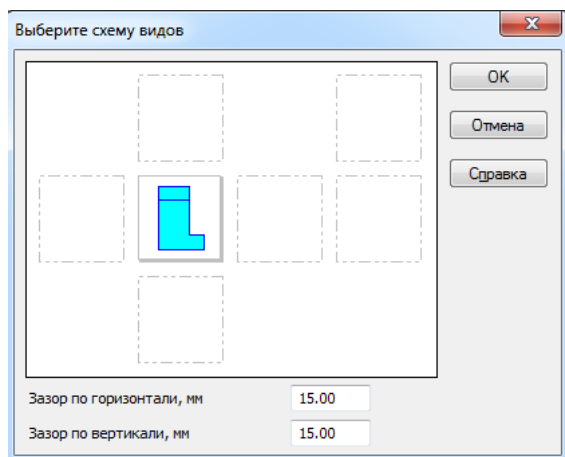 Выберите схему видов
OK
Отмена
Справка
Зазор по горизонтали, мм
15.00
Зазор по вертикали, мм
15.00